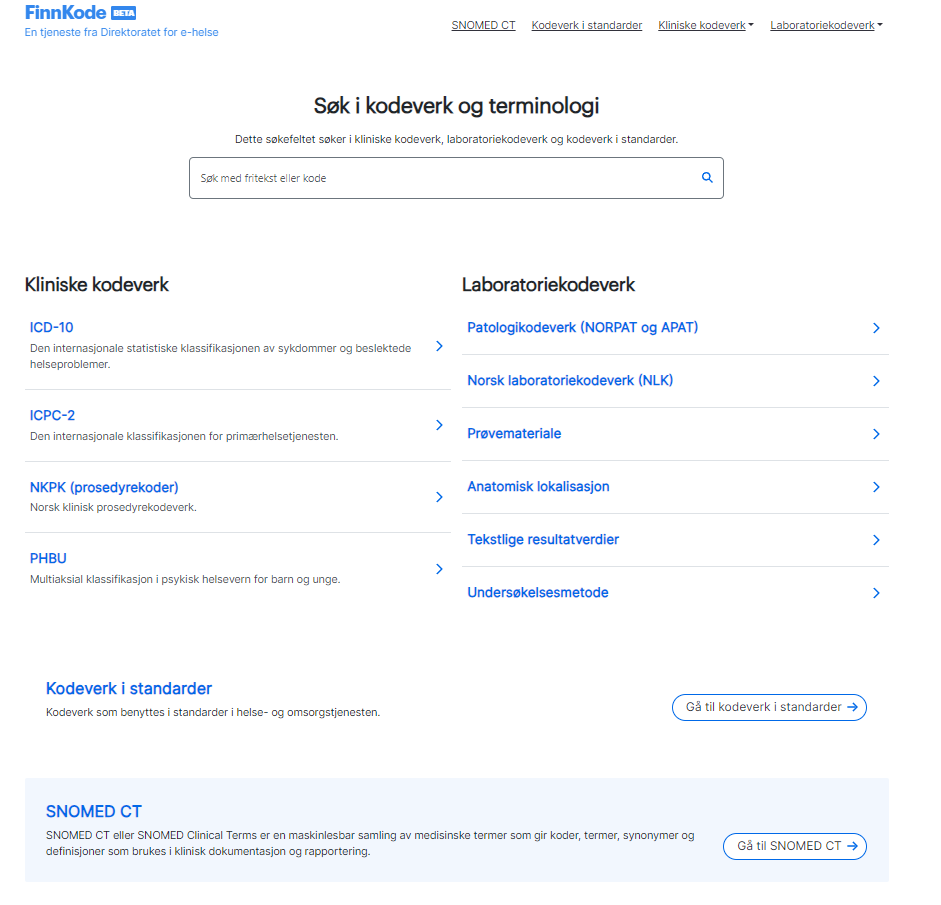 FinnKode BETA
En tjeneste fra Direktoratet for e-helse
SNOMED CT Kodeverk i standarder Kliniske kodeverk Laboratoriekodeverk
Søk i kodeverk og terminologi
Dette søkefeltet søker i kliniske kodeverk, laboratoriekodeverk og kodeverk i standarder.
Søk med fritekst eller kode
Kliniske kodeverk
ICD-10
Den internasjonale statistiske klassifikasjonen av sykdommer og beslektede
helseproblemer.
ICPC-2
Den internasjonale klassifikasjonen for primærhelsetjenesten.
NKPK (prosedyrekoder)
Norsk klinisk prosedyrekodeverk.
PHBU
Multiaksial klassifikasjon i psykisk helsevern for barn og unge.
Laboratoriekodeverk
Patologikodeverk (NORPAT og APAT)
Norsk laboratoriekodeverk (NLK)
Prøvemateriale
Anatomisk lokalisasjon
Tekstlige resultatverdier
Undersøkelsesmetode
Kodeverk i standarder
Kodeverk som benyttes i standarder i helse- og omsorgstjenesten.
Gå til kodeverk i standarder →
SNOMED CT
SNOMED CT eller SNOMED Clinical Terms er en maskinlesbar samling av medisinske termer som gir koder, termer, synonymer og
definisjoner som brukes i klinisk dokumentasjon og rapportering.
Gå til SNOMED CT →